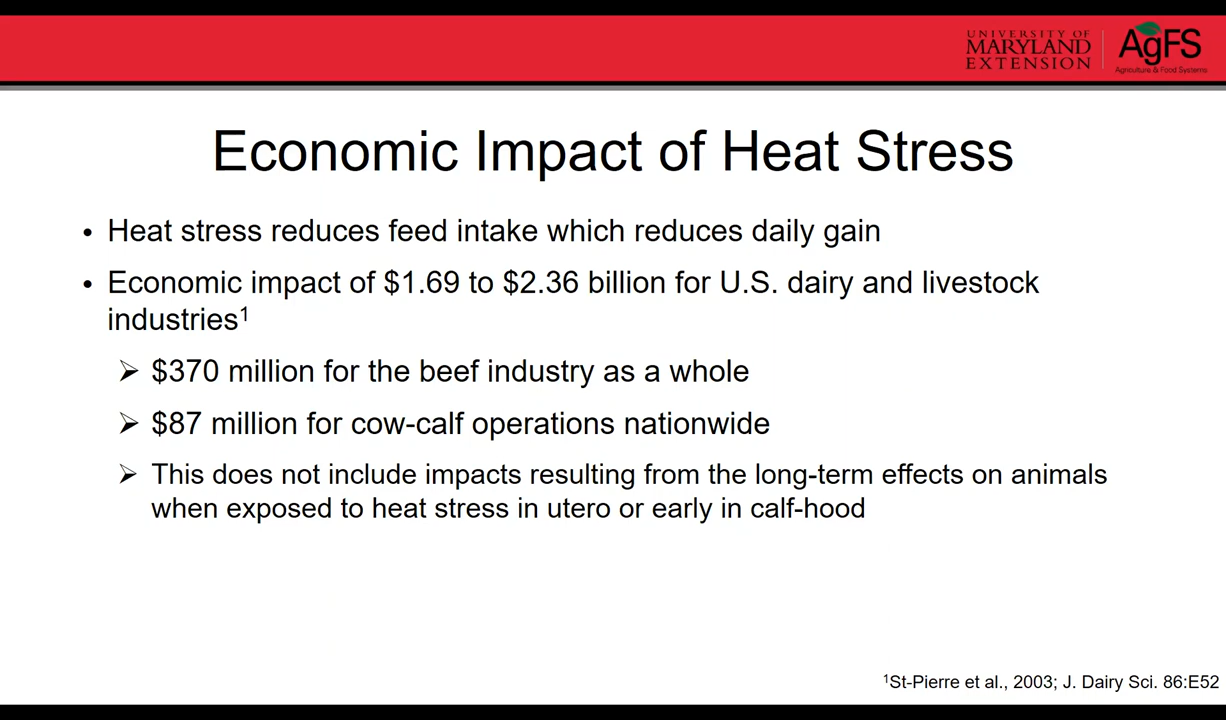 UNIVERSITY OF
MARYLAND
EXTENSION
AgFS
Agriculture & Food Systems
Economic Impact of Heat Stress
• Heat stress reduces feed intake which reduces daily gain
• Economic impact of $1.69 to $2.36 billion for U.S. dairy and livestock
industries¹
➢ $370 million for the beef industry as a whole
➢ $87 million for cow-calf operations nationwide
➢ This does not include impacts resulting from the long-term effects on animals
when exposed to heat stress in utero or early in calf-hood
¹St-Pierre et al., 2003; J. Dairy Sci. 86:E52